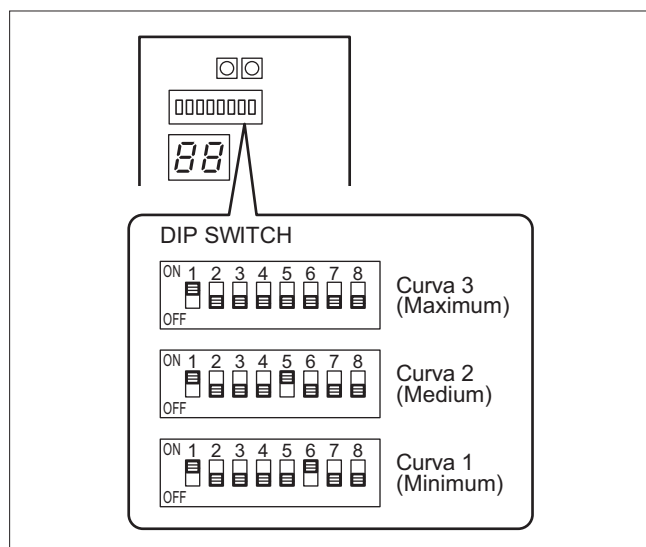 88
DIP SWITCH
ON 1 2 3 4 5 6 7 8
OFF
Curva 3
(Maximum)
ON 1 2 3 4 5 6 7 8
OFF
Curva 2
(Medium)
ON 1 2 3 4 5 6 7 8
OFF
Curva 1
(Minimum)